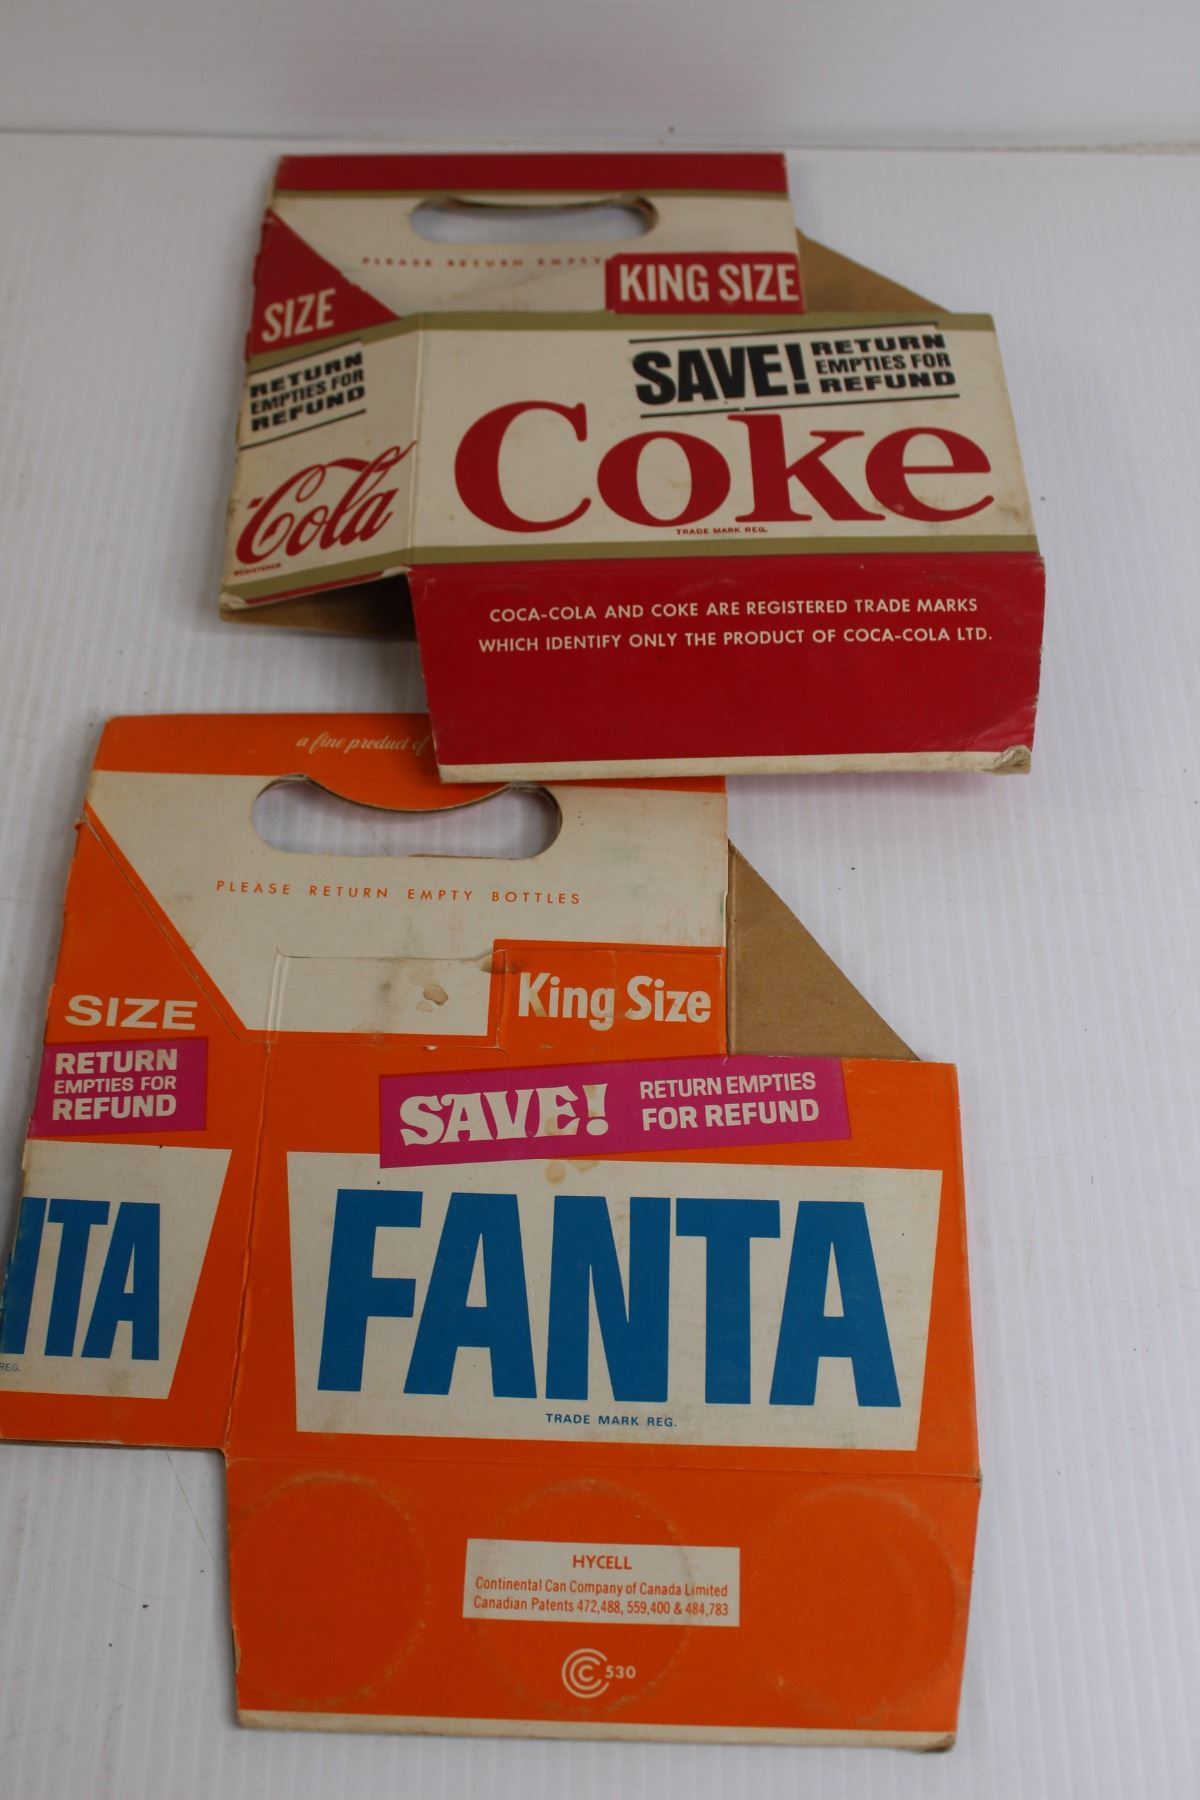 PLEASE RETURN EMPTY
KING SIZE
SIZE
SAVE! RETURN
EMPTIES FOR
REFUND
RETURN
EMPTIES FOR
REFUND
Coke
TRADE MARK REG.
Cola
REGISTERED
COCA-COLA AND COKE ARE REGISTERED TRADE MARKS
WHICH IDENTIFY ONLY THE PRODUCT OF COCA-COLA LTD.
a fine product of
PLEASE RETURN EMPTY BOTTLES
King Size
SIZE
RETURN
EMPTIES FOR
REFUND
SAVE! RETURN EMPTIES
FOR REFUND
NTA
REG.
FANTA
TRADE MARK REG.
HYCELL
Continental Can Company of Canada Limited
Canadian Patents 472,488, 559,400 & 484,783
C 530